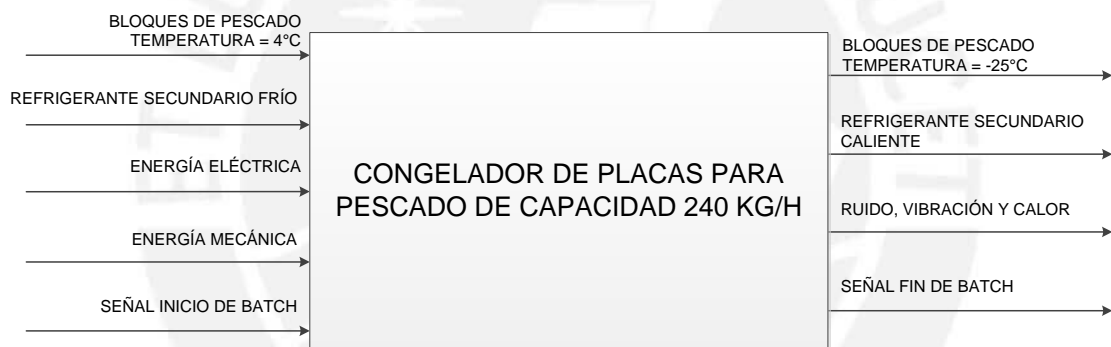 BLOQUES DE PESCADO
TEMPERATURA = 4°C
REFRIGERANTE SECUNDARIO FRÍO
ENERGÍA ELÉCTRICA
ENERGÍA MECÁNICA
SEÑAL INICIO DE BATCH
CONGELADOR DE PLACAS PARA
PESCADO DE CAPACIDAD 240 KG/H
BLOQUES DE PESCADO
TEMPERATURA = -25°C
REFRIGERANTE SECUNDARIO
CALIENTE
RUIDO, VIBRACIÓN Y CALOR
SEÑAL FIN DE BATCH